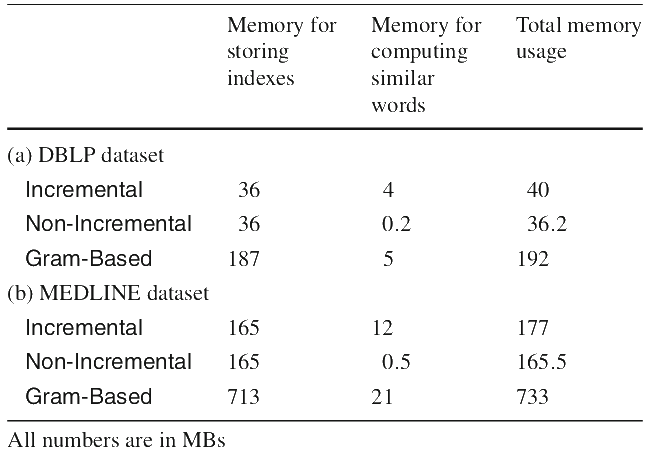 Memory for storing indexes Memory for computing similar words Total memory usage
(a) DBLP dataset
Incremental 36 4 40
Non-Incremental 36 0.2 36.2
Gram-Based 187 5 192
(b) MEDLINE dataset
Incremental 165 12 177
Non-Incremental 165 0.5 165.5
Gram-Based 713 21 733
All numbers are in MBs